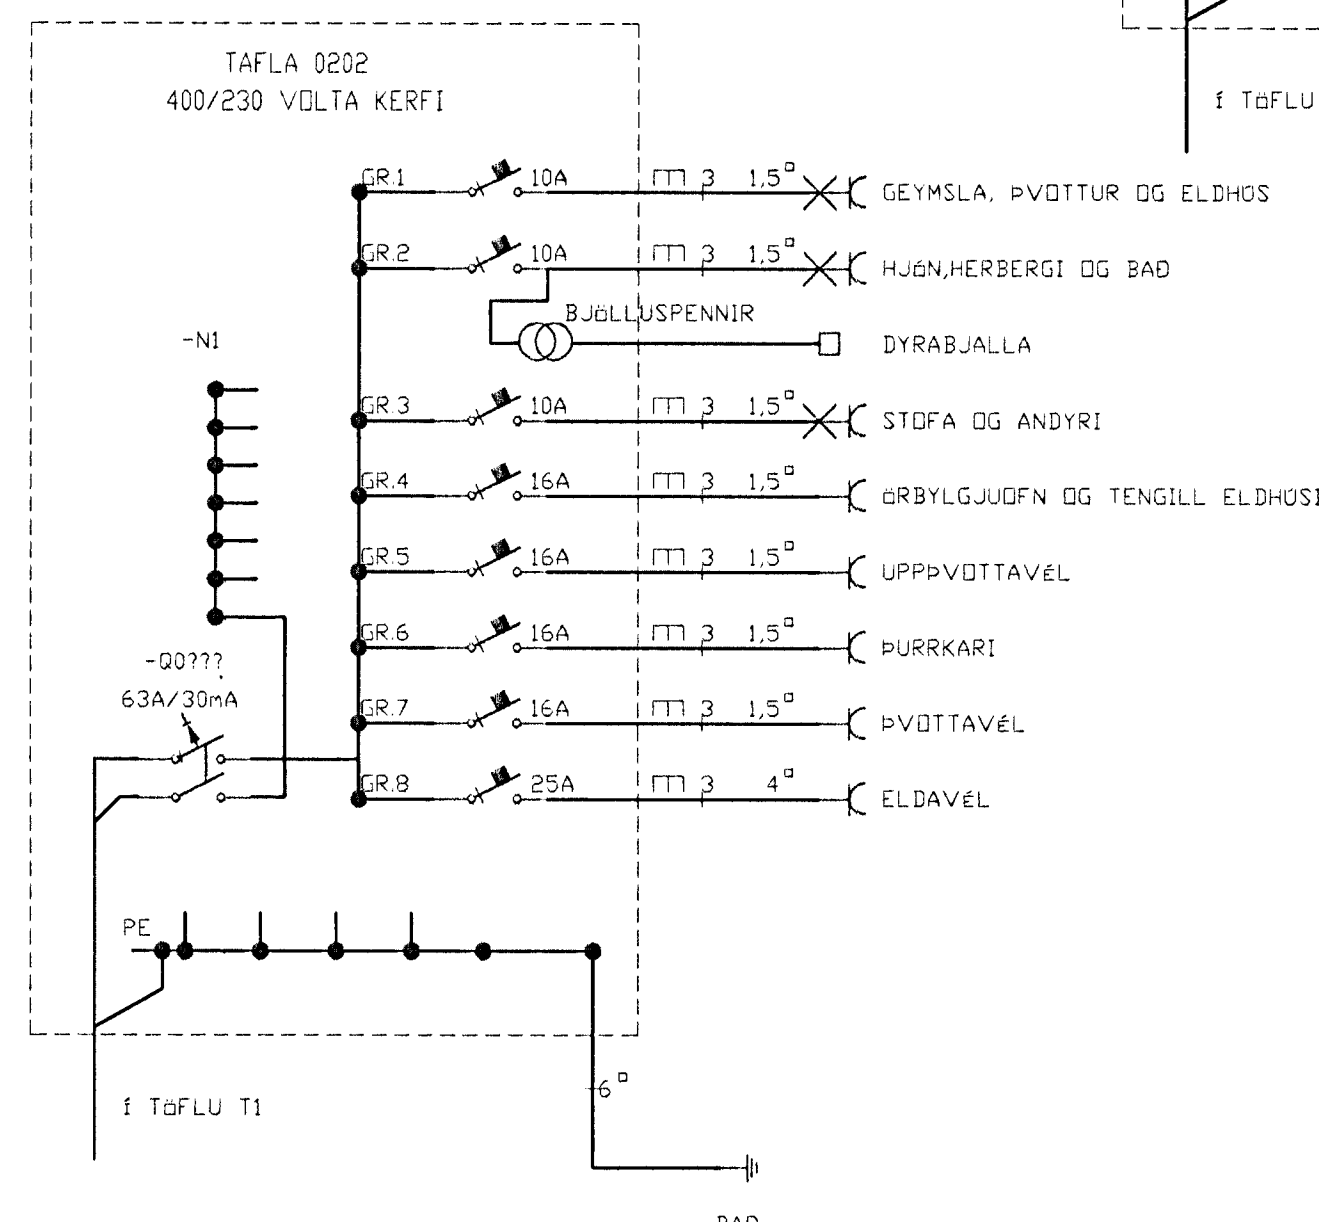 TAFLA 0202
400/230 VOLTA KERFI
Í TÖFLU
GR.1 10A 3 1,5□ GEYMSLA, ÞVOTTUR OG ELDHÚS
GR.2 10A 3 1,5□ HJÓN,HERBERGI OG BAÐ
BJÖLLUSPENNIR
DYRABJALLA
-N1
GR.3 10A 3 1,5□ STOFA OG ANDYRI
GR.4 16A 3 1,5□ ÖRBYLGJUOFN OG TENGILL ELDHÚSI
GR.5 16A 3 1,5□ UPPÞVOTTAVÉL
GR.6 16A 3 1,5□ ÞURRKARI
-Q0???
63A/30mA
GR.7 16A 3 1,5□ ÞVOTTAVÉL
GR.8 25A 3 4□ ELDAVÉL
PE
6□
Í TÖFLU T1